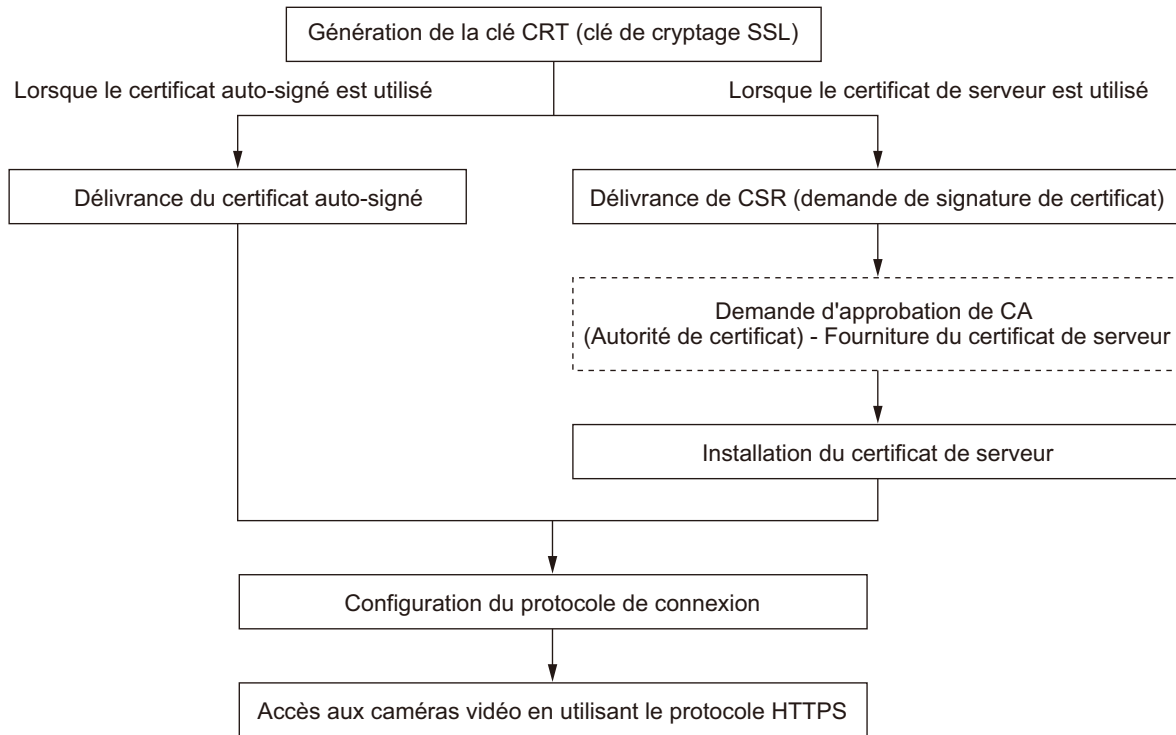 Génération de la clé CRT (clé de cryptage SSL)
Lorsque le certificat auto-signé est utilisé
Lorsque le certificat de serveur est utilisé
Délivrance du certificat auto-signé
Délivrance de CSR (demande de signature de certificat)
Demande d'approbation de CA
(Autorité de certificat) - Fourniture du certificat de serveur
Installation du certificat de serveur
Configuration du protocole de connexion
Accès aux caméras vidéo en utilisant le protocole HTTPS